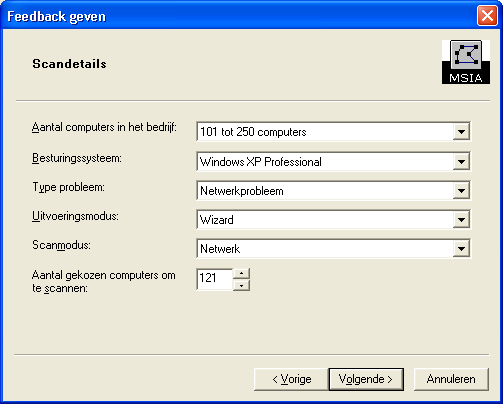 Feedback geven
Scandetails
MSIA
Aantal computers in het bedrijf: 101 tot 250 computers
Besturingssysteem: Windows XP Professional
Type probleem: Netwerkprobleem
Uitvoeringsmodus: Wizard
Scanmodus: Netwerk
Aantal gekozen computers om 121
te scannen:
< Vorige Volgende > Annuleren